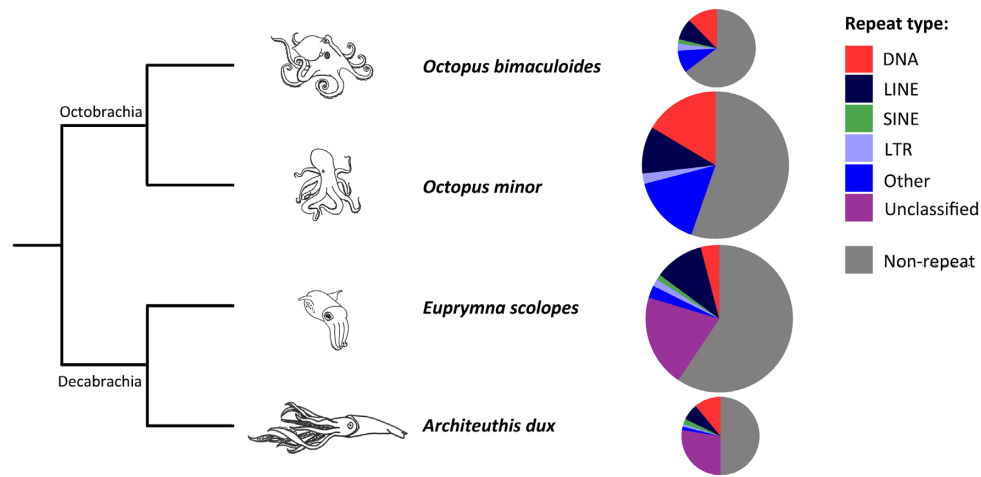 Repeat type:
DNA
LINE
SINE
LTR
Other
Unclassified
Non-repeat
Octopus bimaculoides
Octobrachia
Octopus minor
Euprymna scolopes
Decabrachia
Architeuthis dux